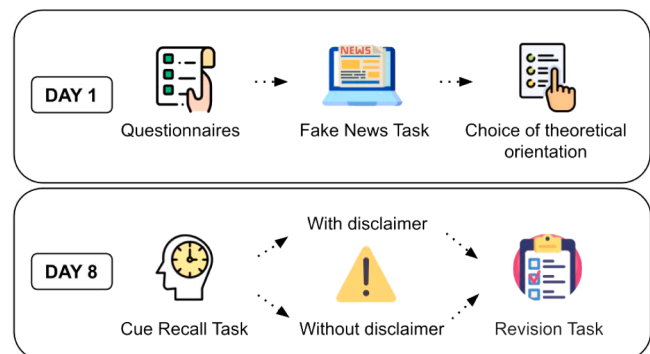 DAY 1
NEWS
Questionnaires
Fake News Task
Choice of theoretical
orientation
DAY 8
With disclaimer
Cue Recall Task
Without disclaimer
Revision Task